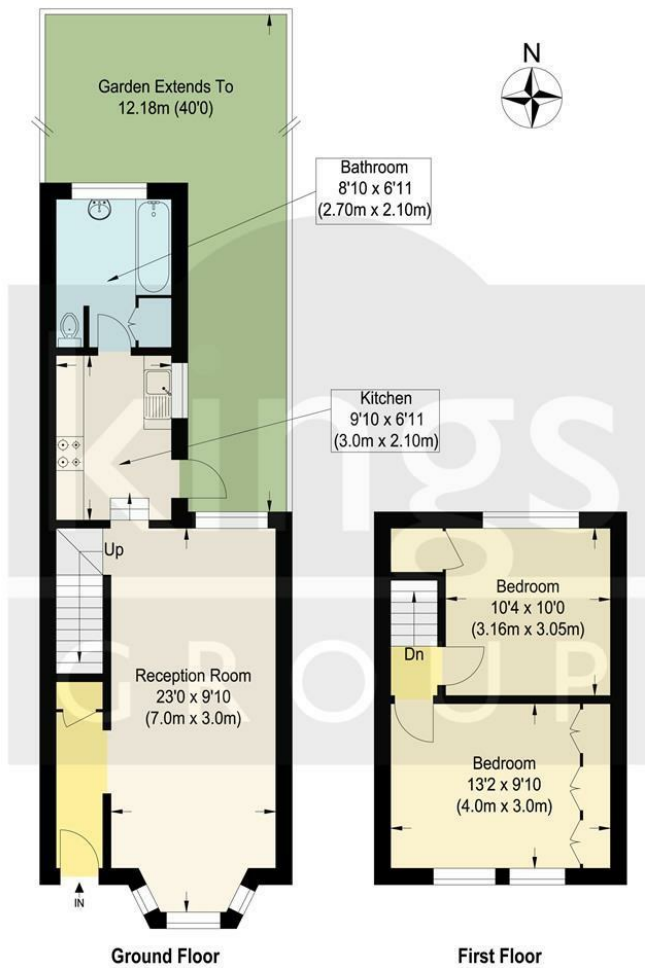 Garden Extends To
12.18m (40'0)
N
Bathroom
8'10 x 6'11
(2.70m x 2.10m)
Kitchen
9'10 x 6'11
(3.0m x 2.10m)
kings
GROUP
Up
Reception Room
23'0 x 9'10
(7.0m x 3.0m)
IN
Ground Floor
Bedroom
10'4 x 10'0
(3.16m x 3.05m)
Dn
Bedroom
13'2 x 9'10
(4.0m x 3.0m)
First Floor